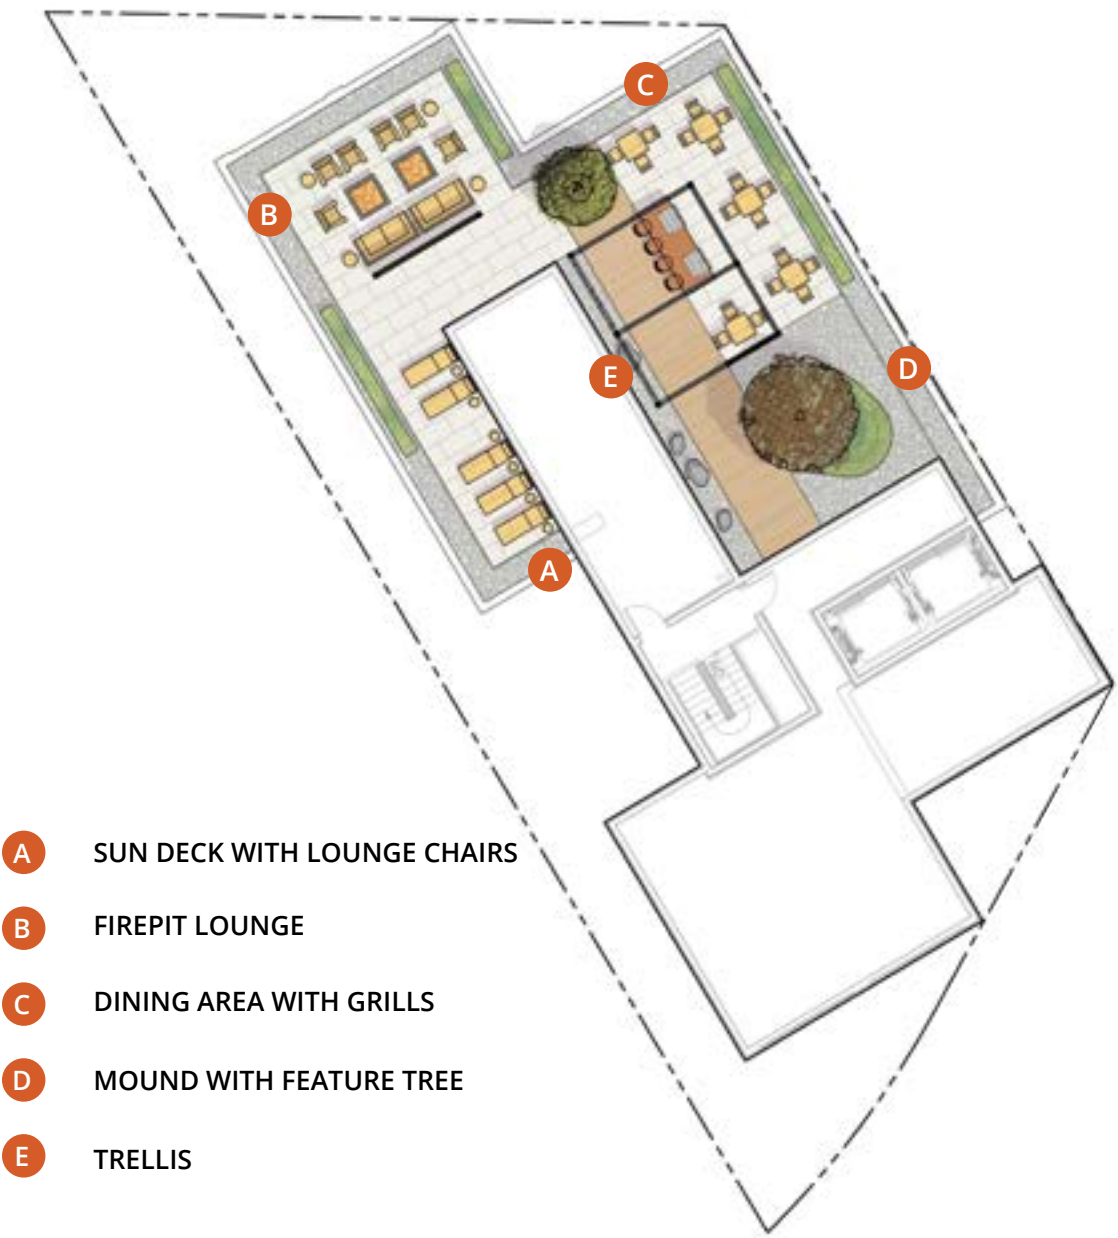 C
B
D
E
A
A SUN DECK WITH LOUNGE CHAIRS
B FIREPIT LOUNGE
C DINING AREA WITH GRILLS
D MOUND WITH FEATURE TREE
E TRELLIS